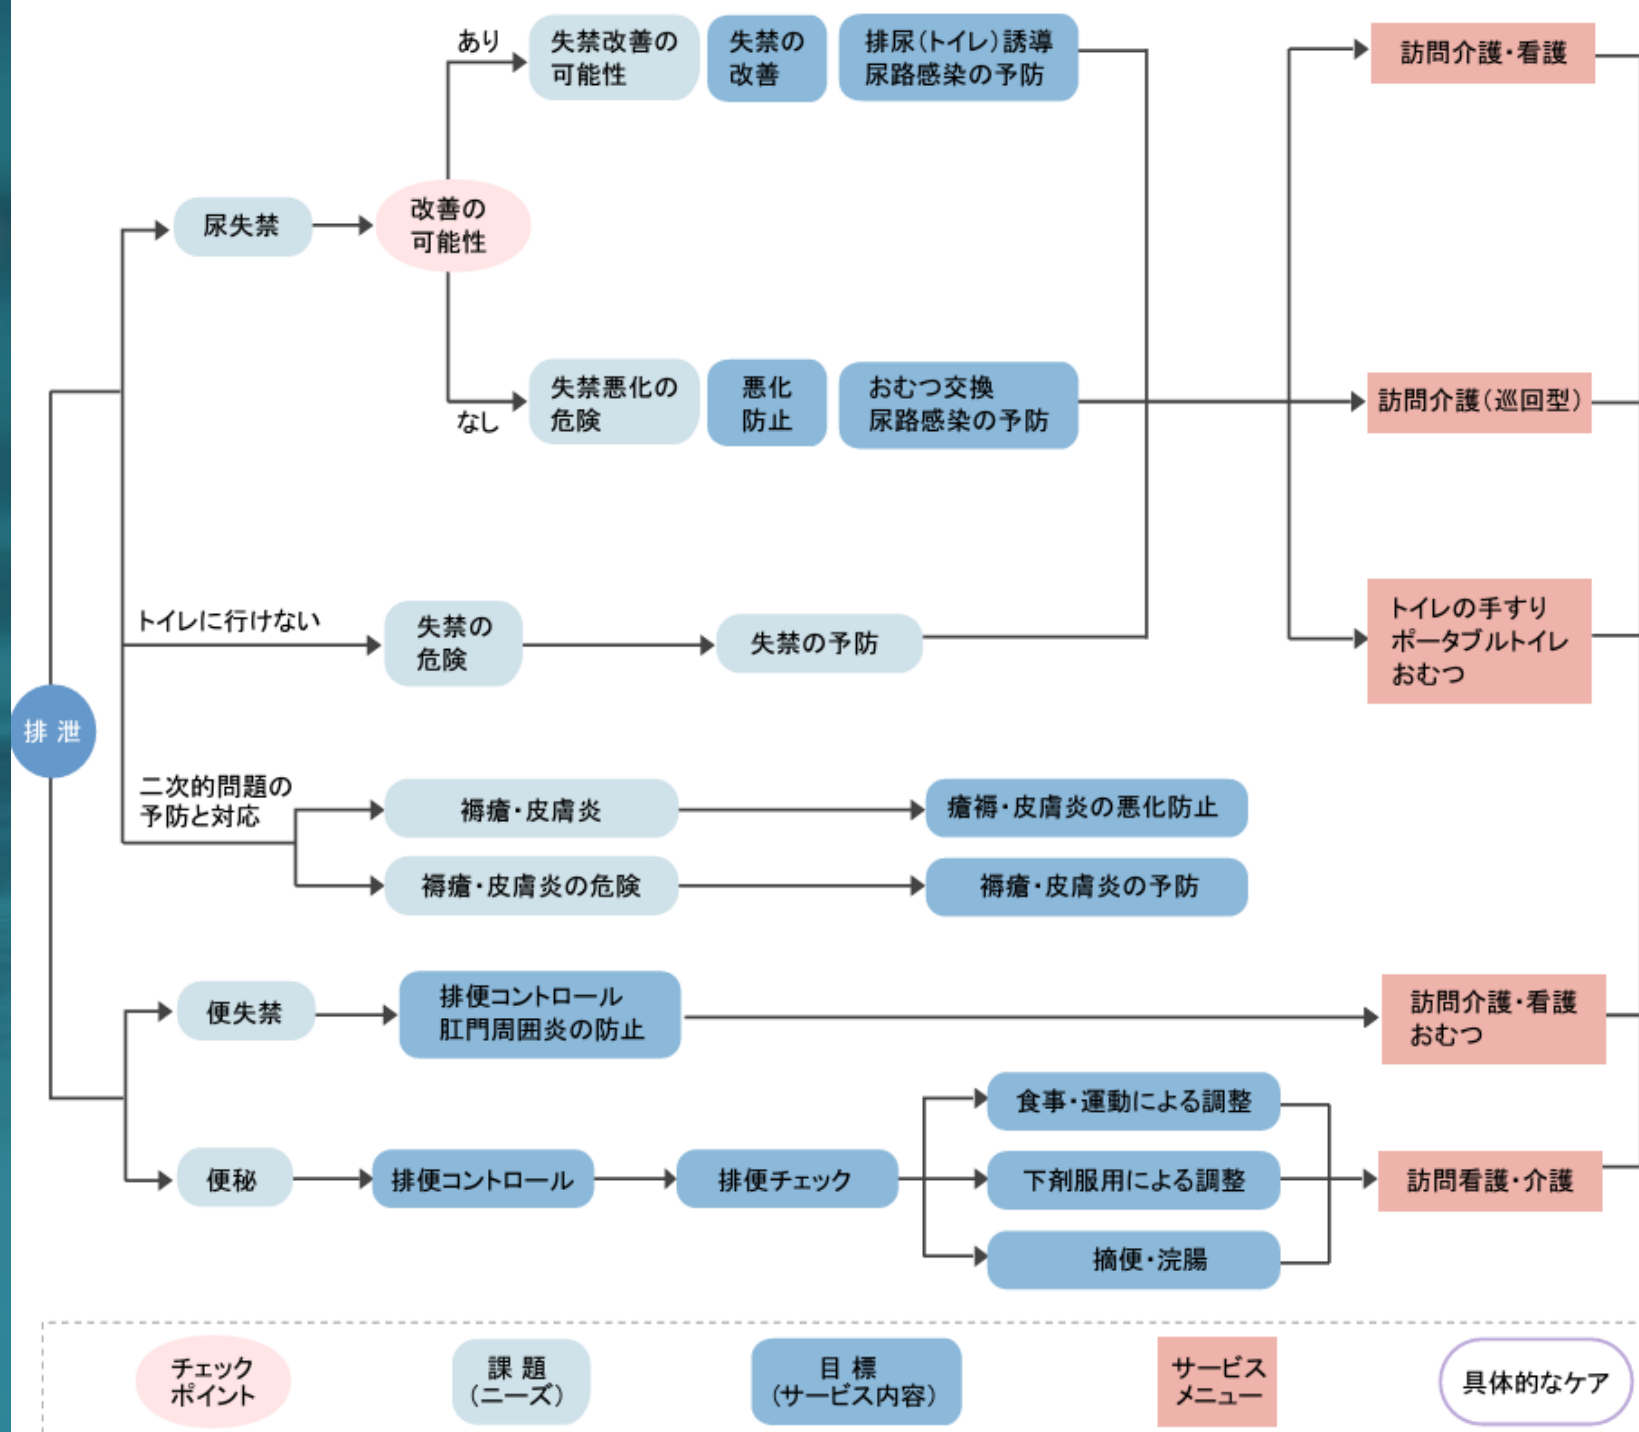 あり
失禁改善の
可能性
失禁の
改善
排尿(トイレ)誘導
尿路感染の予防
訪問介護・看護
尿失禁
改善の
可能性
なし
失禁悪化の
危険
悪化
防止
おむつ交換
尿路感染の予防
訪問介護(巡回型)
トイレに行けない
失禁の
危険
失禁の予防
トイレの手すり
ポータブルトイレ
おむつ
排 泄
二次的問題の
予防と対応
褥瘡・皮膚炎
瘡褥・皮膚炎の悪化防止
褥瘡・皮膚炎の危険
褥瘡・皮膚炎の予防
便失禁
排便コントロール
肛門周囲炎の防止
訪問介護・看護
おむつ
便秘
排便コントロール
排便チェック
食事・運動による調整
下剤服用による調整
摘便・浣腸
訪問看護・介護
チェック
ポイント
課 題
(ニーズ)
目 標
(サービス内容)
サービス
メニュー
具体的なケア